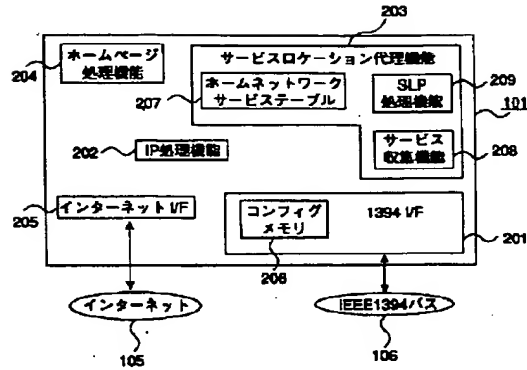 203
204
ホームページ
処理機能
サービスロケーション代理機能
207
ホームネットワーク
サービステーブル
SLP
処理機能
209
101
202
IP処理機能
サービス
収集機能
208
205
インターネット I/F
コンフィグ
メモリ
206
1394 I/F
201
インターネット
105
IEEE1394バス
106